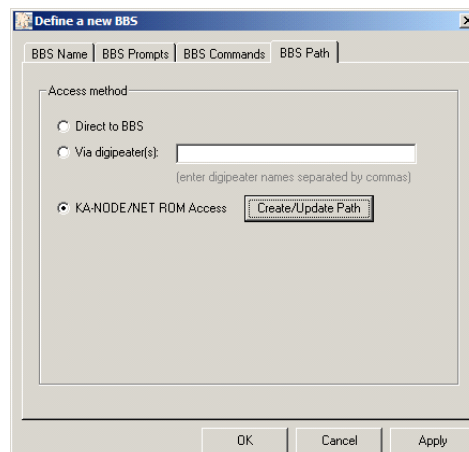 Define a new BBS
BBS Name BBS Prompts BBS Commands BBS Path
Access method
Direct to BBS
Via digipeater(s):
(enter digipeater names separated by commas)
KA-NODE/NET ROM Access Create/Update Path
OK Cancel Apply